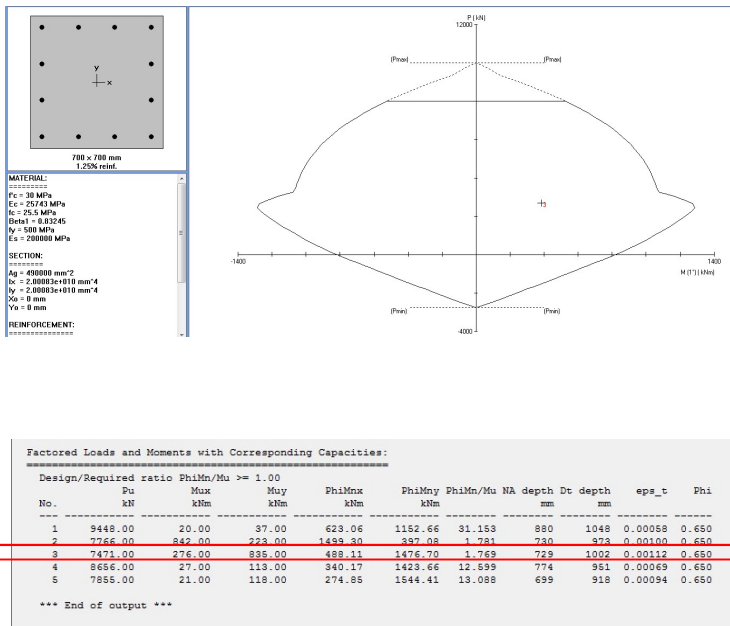 y
x
700 x 700 mm
1.25% reinf.
MATERIAL:
=========
f'c = 30 MPa
Ec = 25743 MPa
fc = 25.5 MPa
Beta1 = 0.83245
fy = 500 MPa
Es = 200000 MPa
SECTION:
========
Ag = 490000 mm^2
Ix = 2.00083e+010 mm^4
Iy = 2.00083e+010 mm^4
Xo = 0 mm
Yo = 0 mm
REINFORCEMENT:
==============
P ( kN)
12000
(Pmax)
(Pmax)
3
-1400
1400
M (1°) ( kNm)
(Pmin)
(Pmin)
-4000
Factored Loads and Moments with Corresponding Capacities:
=========================================================
Design/Required ratio PhiMn/Mu >= 1.00
Pu Mux Muy PhiMnx PhiMny PhiMn/Mu NA depth Dt depth eps_t Phi
No. kN kNm kNm kNm kNm mm mm
1 9448.00 20.00 37.00 623.06 1152.66 31.153 880 1048 0.00058 0.650
2 7766.00 842.00 223.00 1499.30 397.08 1.781 730 973 0.00100 0.650
3 7471.00 276.00 835.00 488.11 1476.70 1.769 729 1002 0.00112 0.650
4 8656.00 27.00 113.00 340.17 1423.66 12.599 774 951 0.00069 0.650
5 7855.00 21.00 118.00 274.85 1544.41 13.088 699 918 0.00094 0.650
*** End of output ***